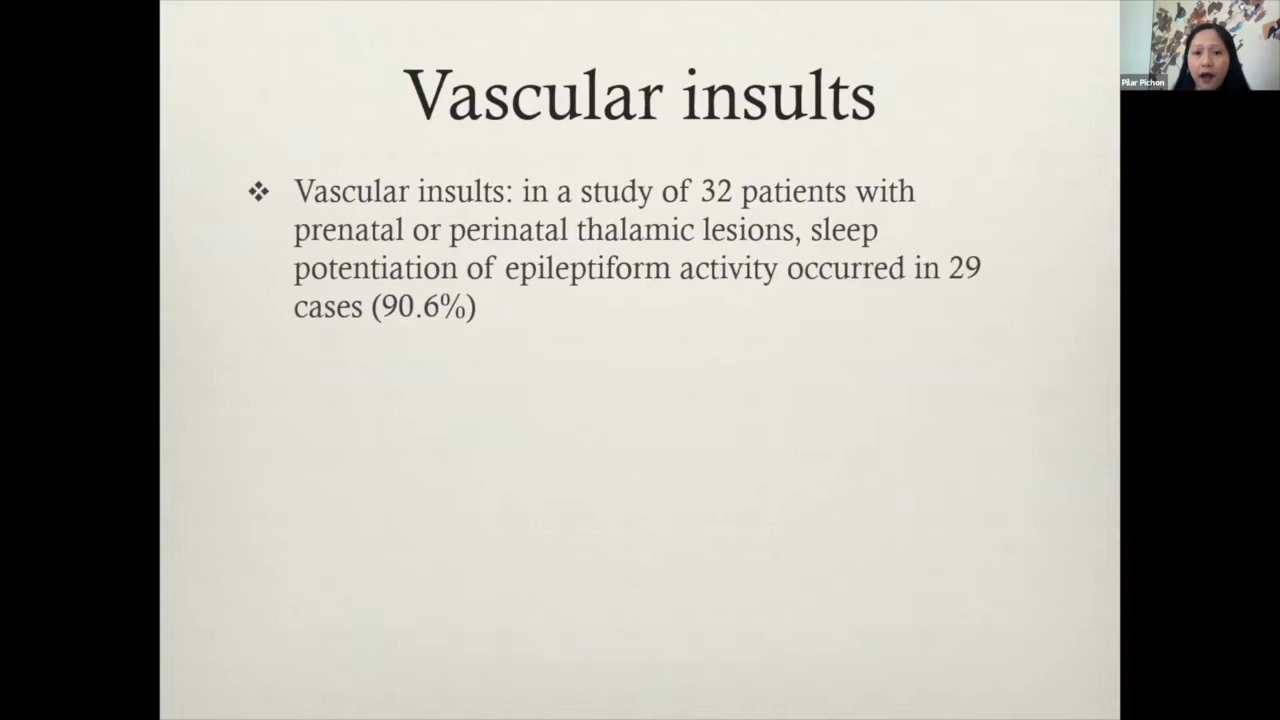 Vascular insults
❖ Vascular insults: in a study of 32 patients with
prenatal or perinatal thalamic lesions, sleep
potentiation of epileptiform activity occurred in 29
cases (90.6%)
Pilar Pichon